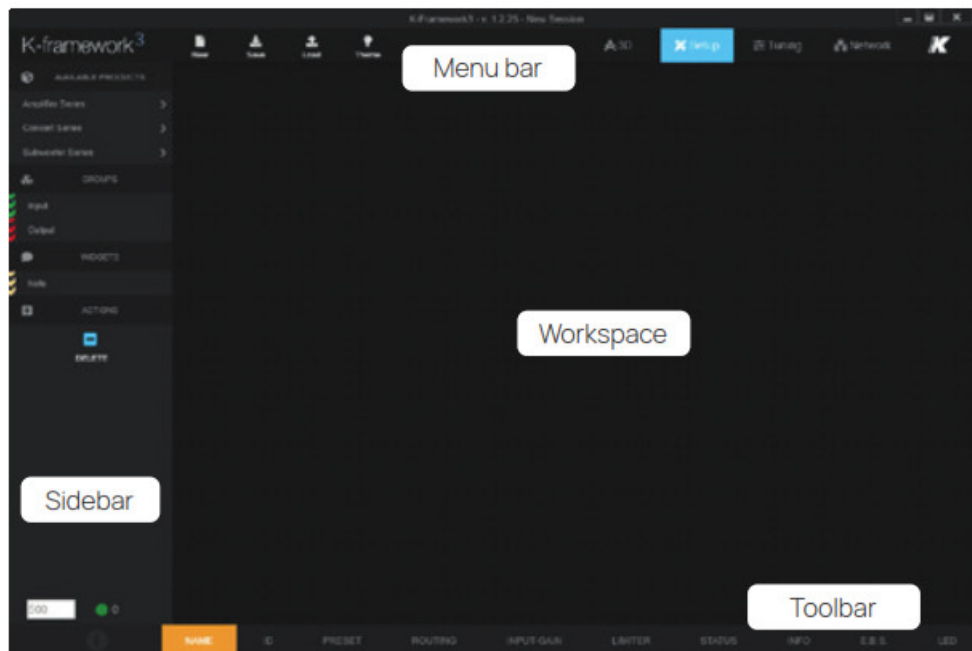 K-Framework3 - v. 1.2.25 - New Session
K-framework3
New
Save
Load
Theme
3D
Setup
Tuning
Network
K
Menu bar
AVAILABLE PRODUCTS
Amplifier Series
Concert Series
Subwoofer Series
GROUPS
Input
Output
WIDGETS
Note
ACTIONS
DELETE
Workspace
Sidebar
500
0
Toolbar
NAME
ID
PRESET
ROUTING
INPUT GAIN
LIMITER
STATUS
INFO
E.B.S.
LED